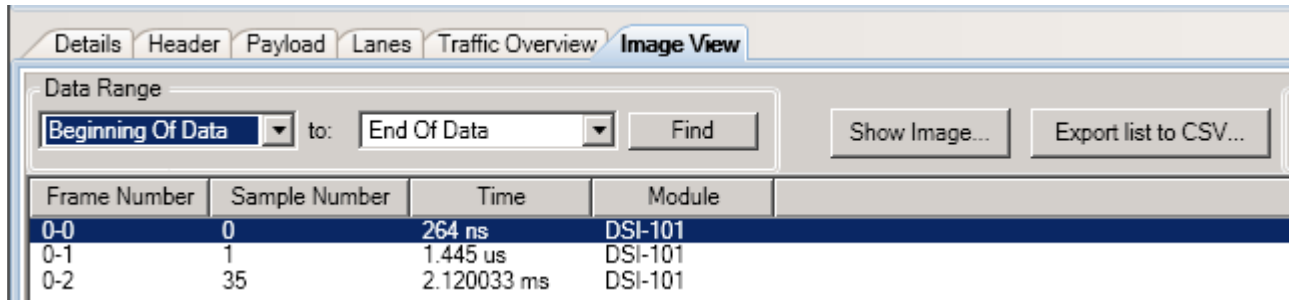 Details Header Payload Lanes Traffic Overview Image View
Data Range
Beginning Of Data to: End Of Data Find Show Image... Export list to CSV...
Frame Number Sample Number Time Module
0-0 0 264 ns DSI-101
0-1 1 1.445 us DSI-101
0-2 35 2.120033 ms DSI-101